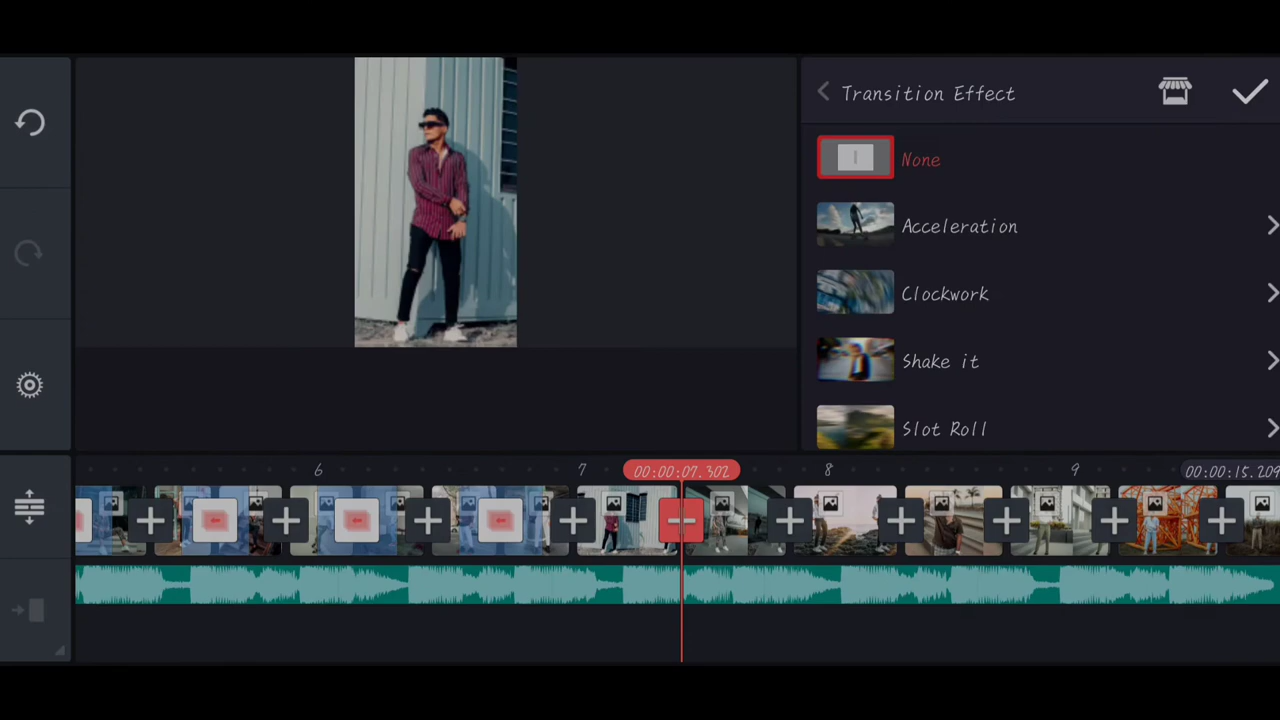 Transition Effect
None
Acceleration
Clockwork
Shake it
Slot Roll
6
7
00:00:07.302
8
9
00:00:15.209